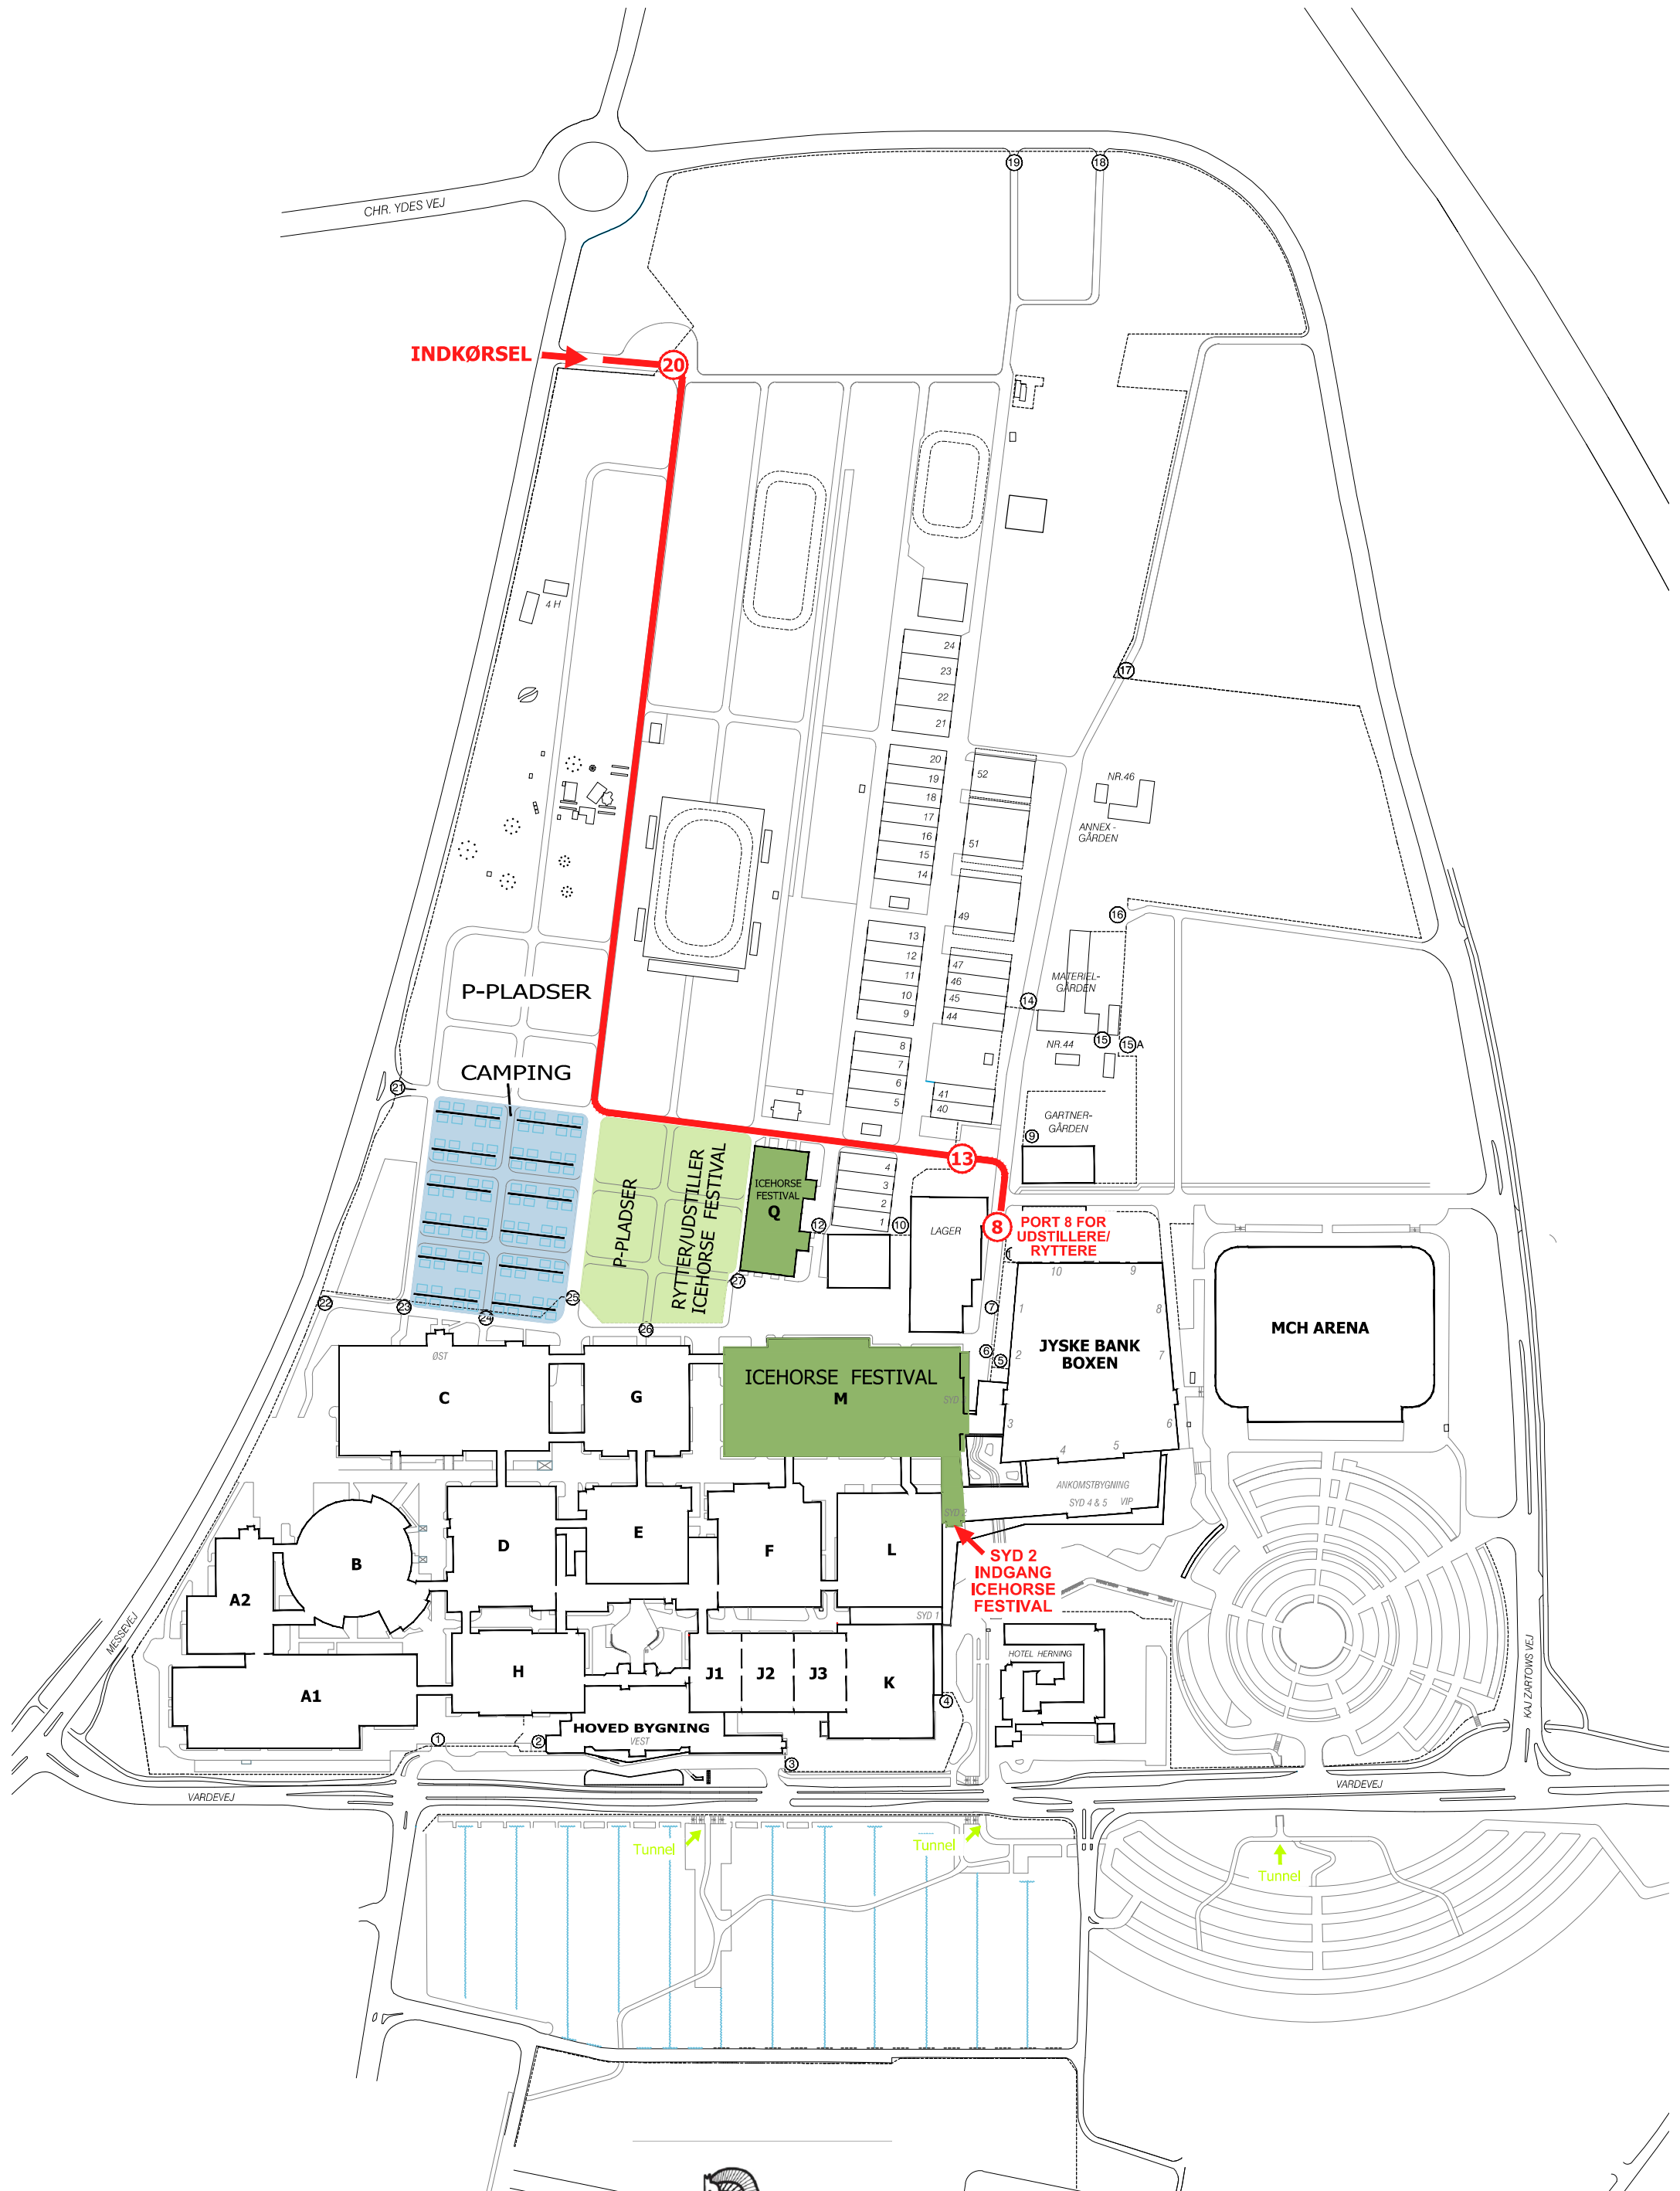 CHR. YDES VEJ
19
18
INDKØRSEL
20
4 H
24
23
22
21
17
20
19
18
17
16
15
14
52
51
49
NR.46
ANNEX -
GÅRDEN
16
13
12
11
10
9
47
46
45
44
MATERIEL-
GÅRDEN
14
15
15 A
NR.44
P-PLADSER
CAMPING
21
8
7
6
5
41
40
GARTNER-
GÅRDEN
9
13
4
3
2
1
P-PLADSER
RYTTER/UDSTILLER
ICEHORSE FESTIVAL
ICEHORSE
FESTIVAL
Q
12
10
LAGER
8
PORT 8 FOR
UDSTILLERE/
RYTTERE
27
22
23
24
25
26
7
6
5
10
9
1
8
2
7
3
6
4
5
JYSKE BANK
BOXEN
MCH ARENA
ØST
C
G
ICEHORSE FESTIVAL
M
SYD
ANKOMSTBYGNING
SYD 4 & 5
VIP
SYD 2
SYD 2
INDGANG
ICEHORSE
FESTIVAL
A2
B
D
E
F
L
SYD 1
MESSEVEJ
A1
H
J1
J2
J3
K
HOTEL HERNING
KAJ ZARTOWS VEJ
4
1
2
HOVED BYGNING
VEST
3
VARDEVEJ
VARDEVEJ
Tunnel
Tunnel
Tunnel